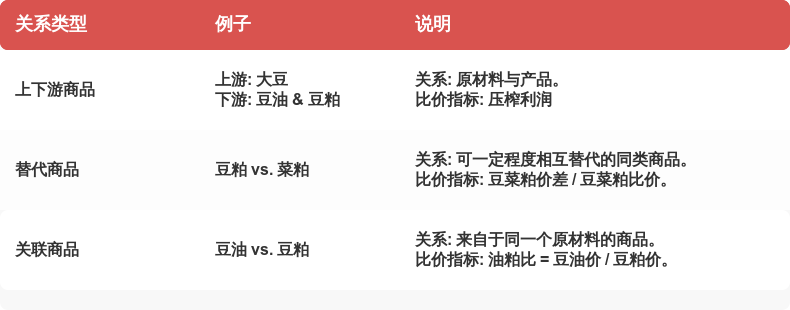 关系类型 例子 说明
上下游商品
上游: 大豆
下游: 豆油 & 豆粕
关系: 原材料与产品。
比价指标: 压榨利润
替代商品
豆粕 vs. 菜粕
关系: 可一定程度相互替代的同类商品。
比价指标: 豆菜粕价差 / 豆菜粕比价。
关联商品
豆油 vs. 豆粕
关系: 来自于同一个原材料的商品。
比价指标: 油粕比 = 豆油价 / 豆粕价。